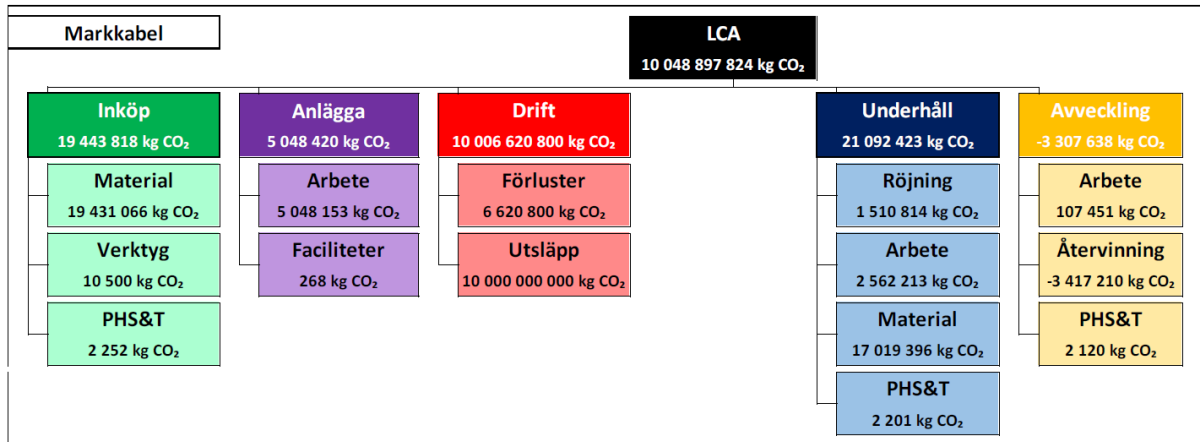 Markkabel
LCA
10 048 897 824 kg CO₂
Inköp
19 443 818 kg CO₂
Material
19 431 066 kg CO₂
Verktyg
10 500 kg CO₂
PHS&T
2 252 kg CO₂
Anlägga
5 048 420 kg CO₂
Arbete
5 048 153 kg CO₂
Faciliteter
268 kg CO₂
Drift
10 006 620 800 kg CO₂
Förluster
6 620 800 kg CO₂
Utsläpp
10 000 000 000 kg CO₂
Underhåll
21 092 423 kg CO₂
Röjning
1 510 814 kg CO₂
Arbete
2 562 213 kg CO₂
Material
17 019 396 kg CO₂
PHS&T
2 201 kg CO₂
Avveckling
-3 307 638 kg CO₂
Arbete
107 451 kg CO₂
Återvinning
-3 417 210 kg CO₂
PHS&T
2 120 kg CO₂